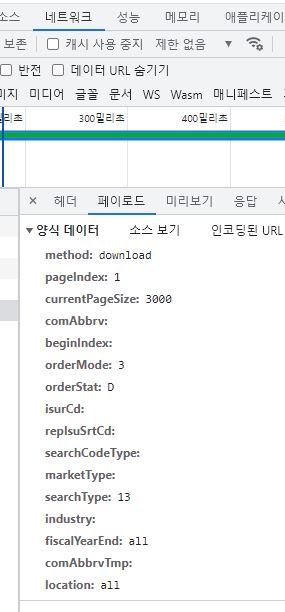 소스 네트워크 성능 메모리 애플리케이
보존 캐시 사용 중지 제한 없음
반전 데이터 URL 숨기기
미지 미디어 글꼴 문서 WS Wasm 매니페스트
밀리초 300밀리초 400밀리초
× 헤더 페이로드 미리보기 응답 시
양식 데이터 소스 보기 인코딩된 URL
method: download
pageIndex: 1
currentPageSize: 3000
comAbbrv:
beginIndex:
orderMode: 3
orderStat: D
isurCd:
repIsuSrtCd:
searchCodeType:
marketType:
searchType: 13
industry:
fiscalYearEnd: all
comAbbrvTmp:
location: all